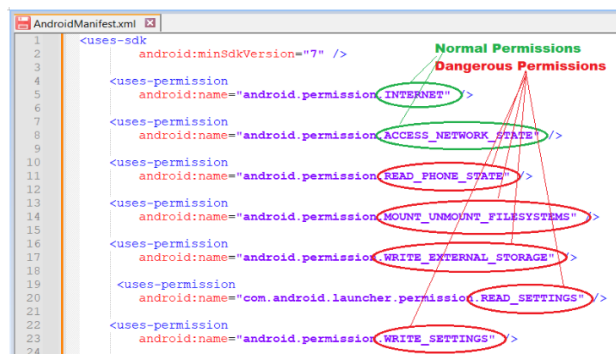 AndroidManifest.xml
1 <uses-sdk
2 android:minSdkVersion="7" />
Normal Permissions
Dangerous Permissions
3
4 <uses-permission
5 android:name="android.permission.INTERNET" />
6
7 <uses-permission
8 android:name="android.permission.ACCESS_NETWORK_STATE" />
9
10 <uses-permission
11 android:name="android.permission.READ_PHONE_STATE" />
12
13 <uses-permission
14 android:name="android.permission.MOUNT_UNMOUNT_FILESYSTEMS" />
15
16 <uses-permission
17 android:name="android.permission.WRITE_EXTERNAL_STORAGE" />
18
19 <uses-permission
20 android:name="com.android.launcher.permission.READ_SETTINGS" />
21
22 <uses-permission
23 android:name="android.permission.WRITE_SETTINGS" />
24